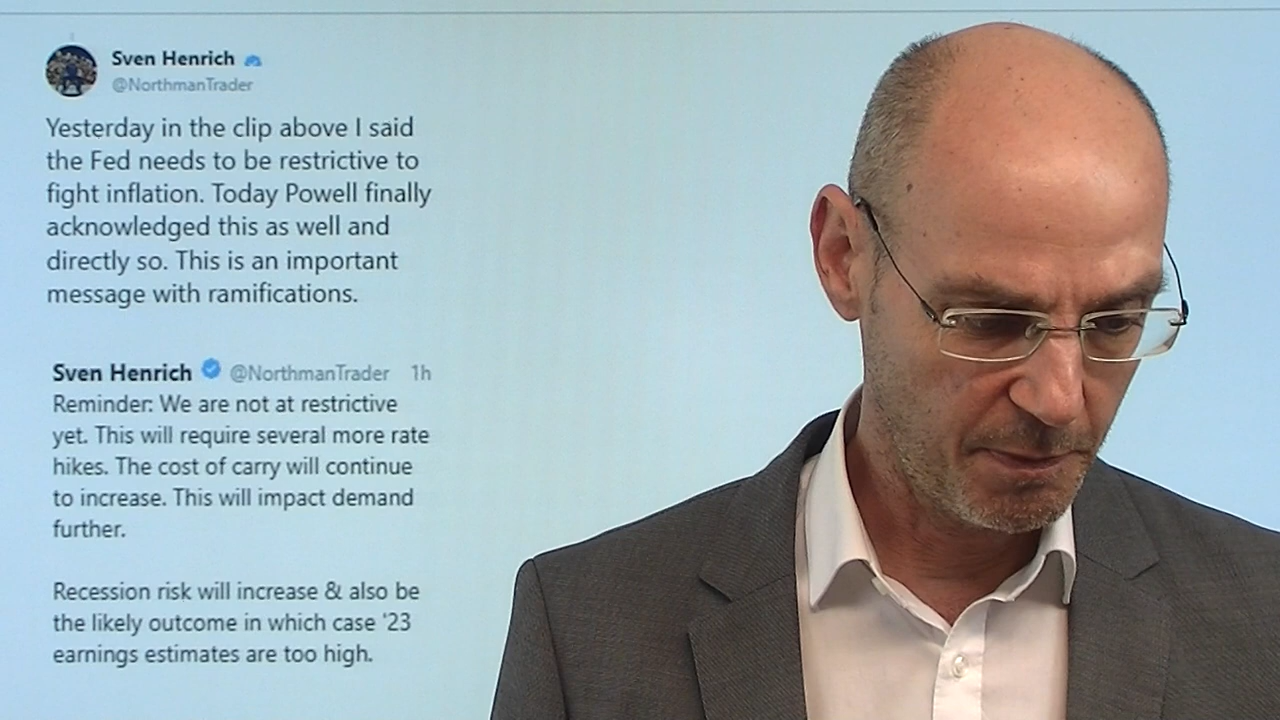 Sven Henrich
@NorthmanTrader
Yesterday in the clip above I said
the Fed needs to be restrictive to
fight inflation. Today Powell finally
acknowledged this as well and
directly so. This is an important
message with ramifications.
Sven Henrich @NorthmanTrader 1h
Reminder: We are not at restrictive
yet. This will require several more rate
hikes. The cost of carry will continue
to increase. This will impact demand
further.
Recession risk will increase & also be
the likely outcome in which case ‘23
earnings estimates are too high.